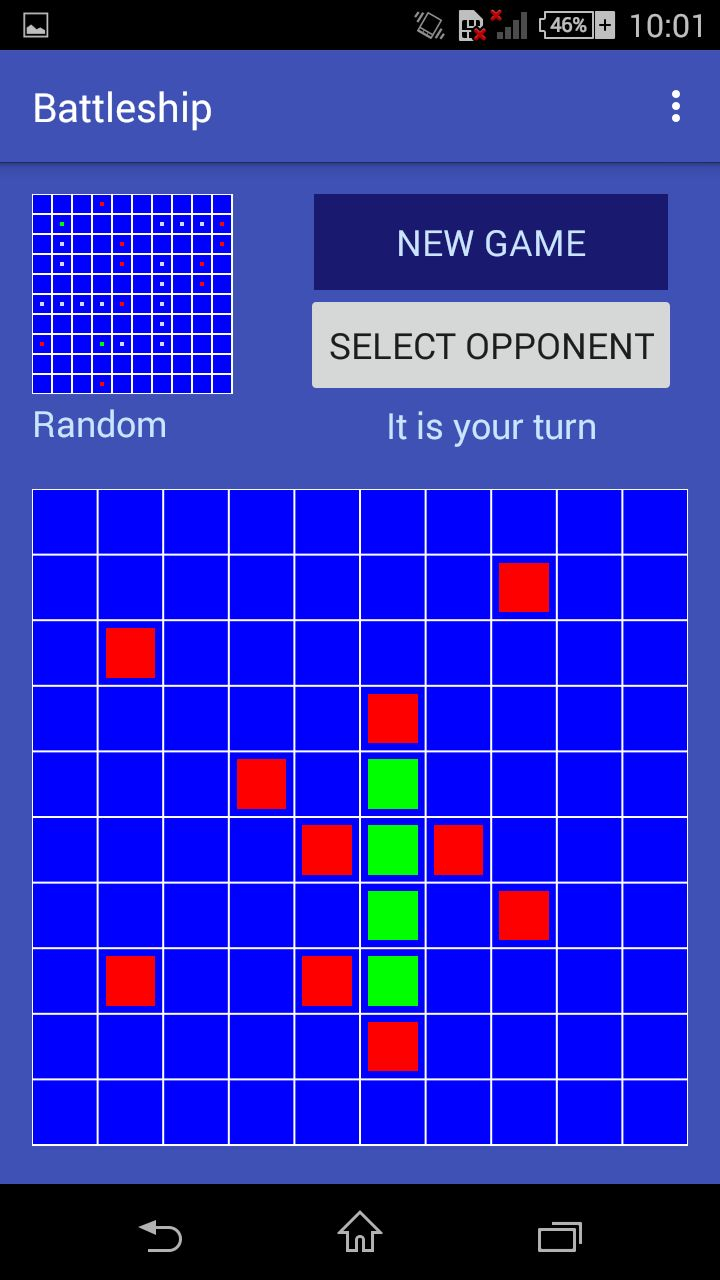 46% 10:01
Battleship
NEW GAME
SELECT OPPONENT
Random
It is your turn